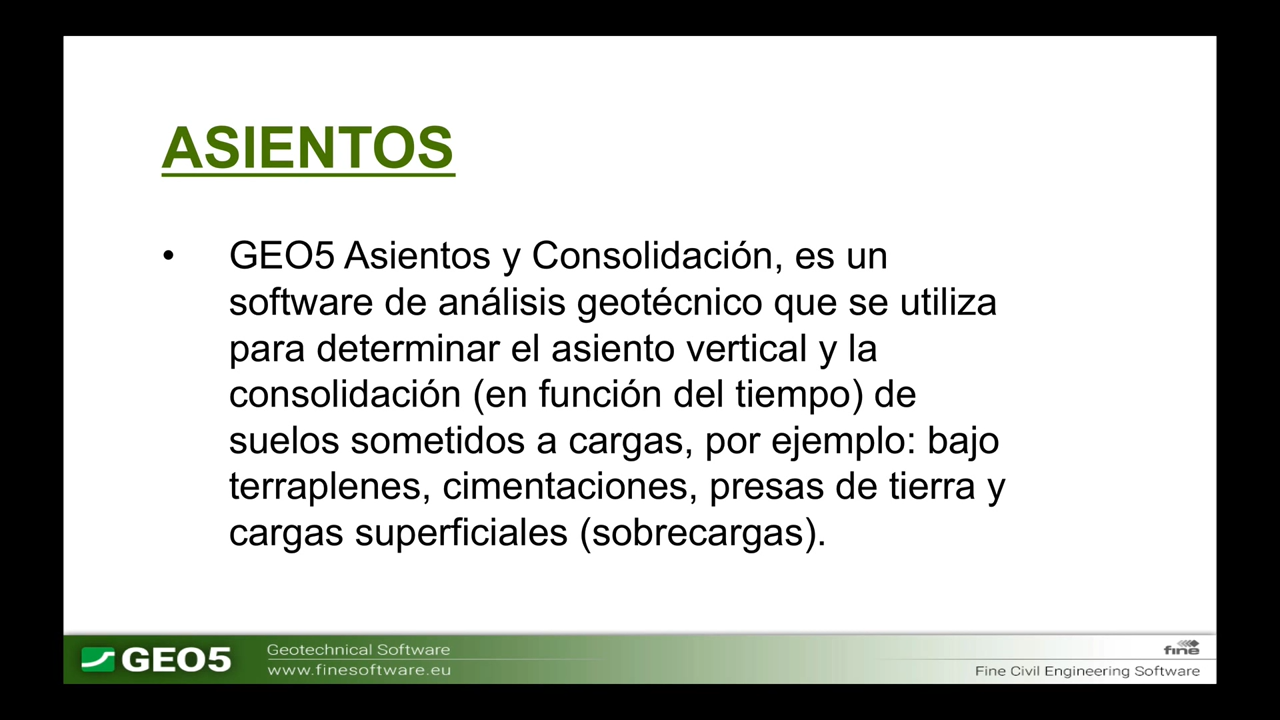 ASIENTOS
• GEO5 Asientos y Consolidación, es un
software de análisis geotécnico que se utiliza
para determinar el asiento vertical y la
consolidación (en función del tiempo) de
suelos sometidos a cargas, por ejemplo: bajo
terraplenes, cimentaciones, presas de tierra y
cargas superficiales (sobrecargas).
GEO5
Geotechnical Software
www.finesoftware.eu
fine
Fine Civil Engineering Software